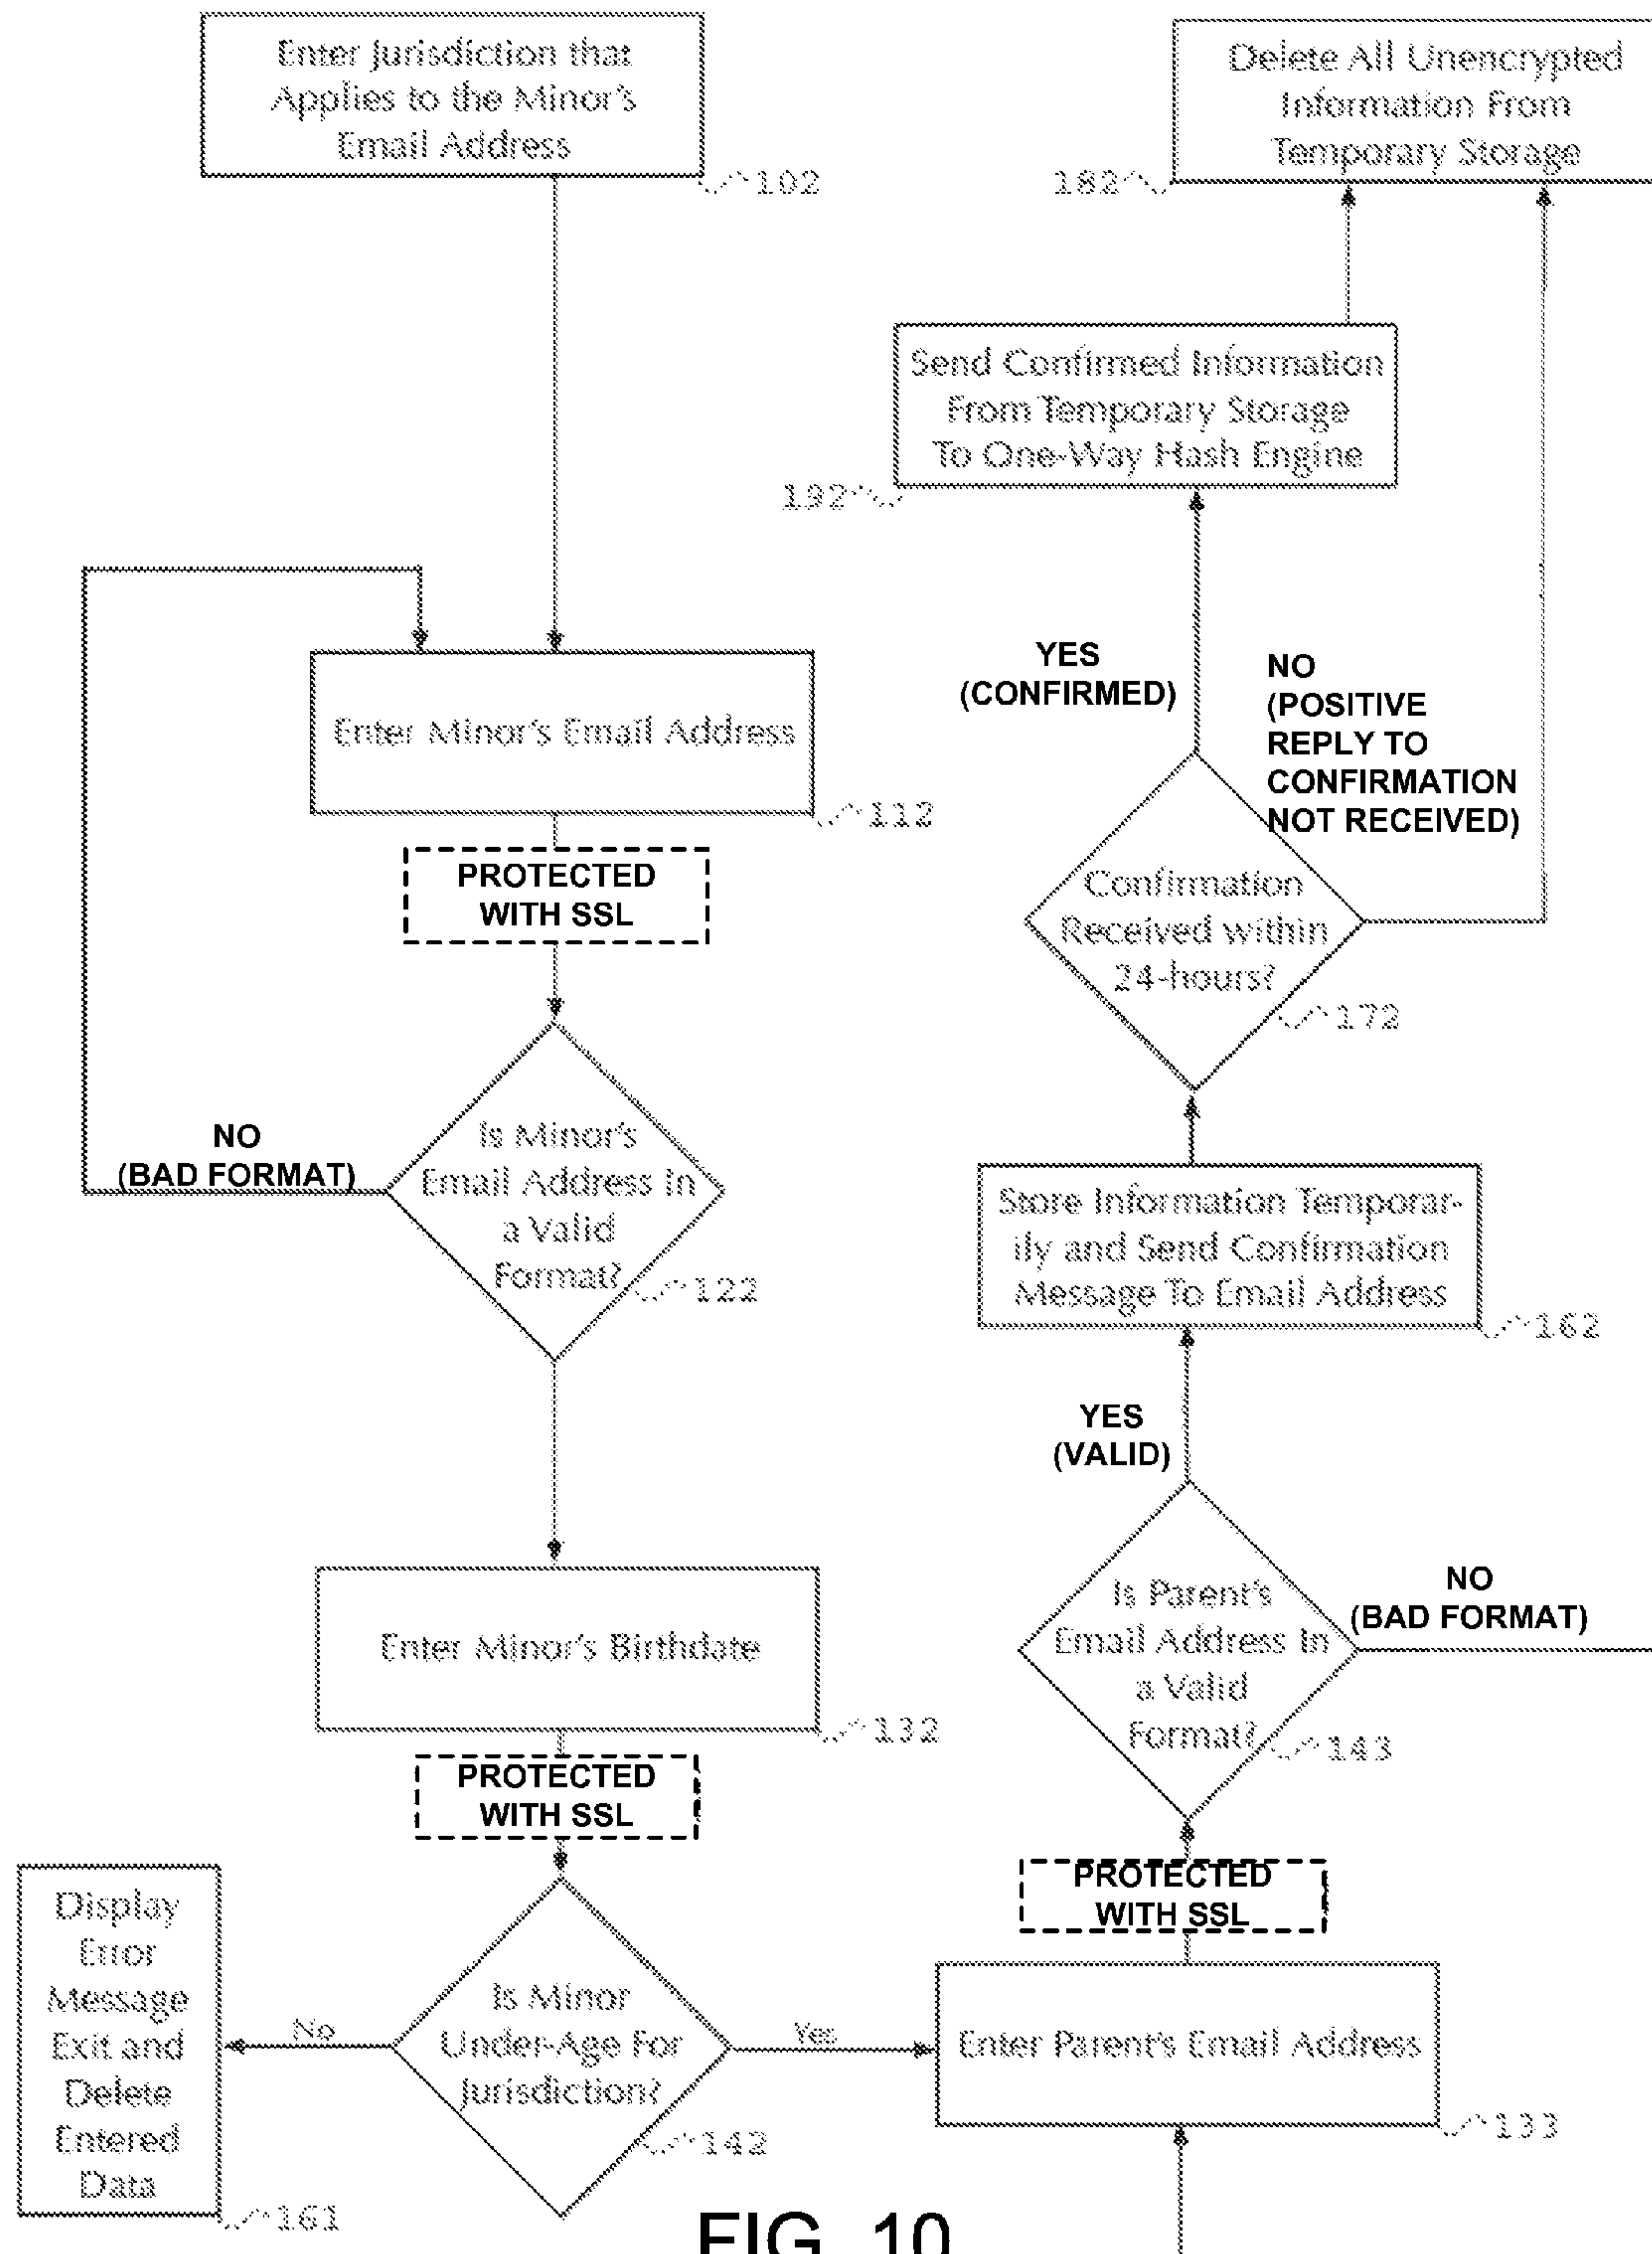 Enter Jurisdiction that
Applies to the Minor's
Email Address
102
Enter Minor's Email Address
112
PROTECTED
WITH SSL
Is Minor's
Email Address In
a Valid
Format?
122
NO
(BAD FORMAT)
Enter Minor's Birthdate
132
PROTECTED
WITH SSL
Is Minor
Under-Age For
Jurisdiction?
142
No
Yes
Display
Error
Message
Exit and
Delete
Entered
Data
161
Enter Parent's Email Address
133
PROTECTED
WITH SSL
Is Parent's
Email Address In
a Valid
Format?
143
NO
(BAD FORMAT)
YES
(VALID)
Store Information Temporar-
ily and Send Confirmation
Message To Email Address
162
Confirmation
Received within
24-hours?
172
YES
(CONFIRMED)
NO
(POSITIVE
REPLY TO
CONFIRMATION
NOT RECEIVED)
Send Confirmed Information
From Temporary Storage
To One-Way Hash Engine
192
Delete All Unencrypted
Information From
Temporary Storage
182
FIG. 10